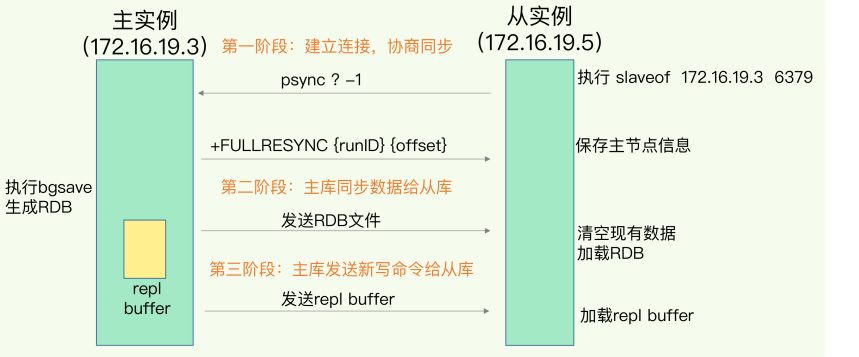 主实例
(172.16.19.3)
从实例
(172.16.19.5)
第一阶段：建立连接，协商同步
执行 slaveof 172.16.19.3 6379
psync ? -1
+FULLRESYNC {runID} {offset}
保存主节点信息
执行bgsave
生成RDB
第二阶段：主库同步数据给从库
发送RDB文件
清空现有数据
加载RDB
第三阶段：主库发送新写命令给从库
repl
buffer
发送repl buffer
加载repl buffer